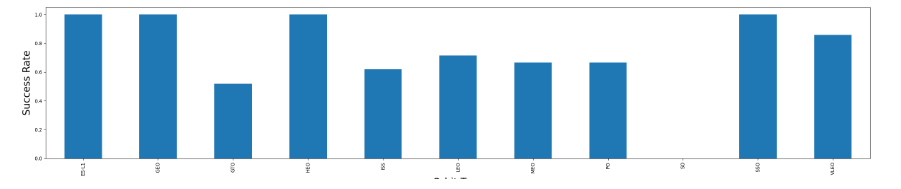 Success Rate
1.0
0.8
0.6
0.4
0.2
0.0
ES-L1
GEO
GTO
HEO
ISS
LEO
MEO
PO
SO
SSO
VLEO